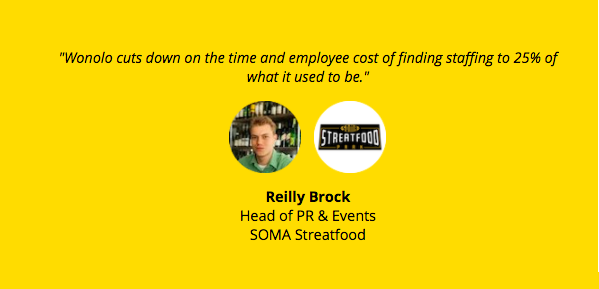 "Wonolo cuts down on the time and employee cost of finding staffing to 25% of
what it used to be."
STREATFOOD
PARK
Reilly Brock
Head of PR & Events
SOMA Streatfood